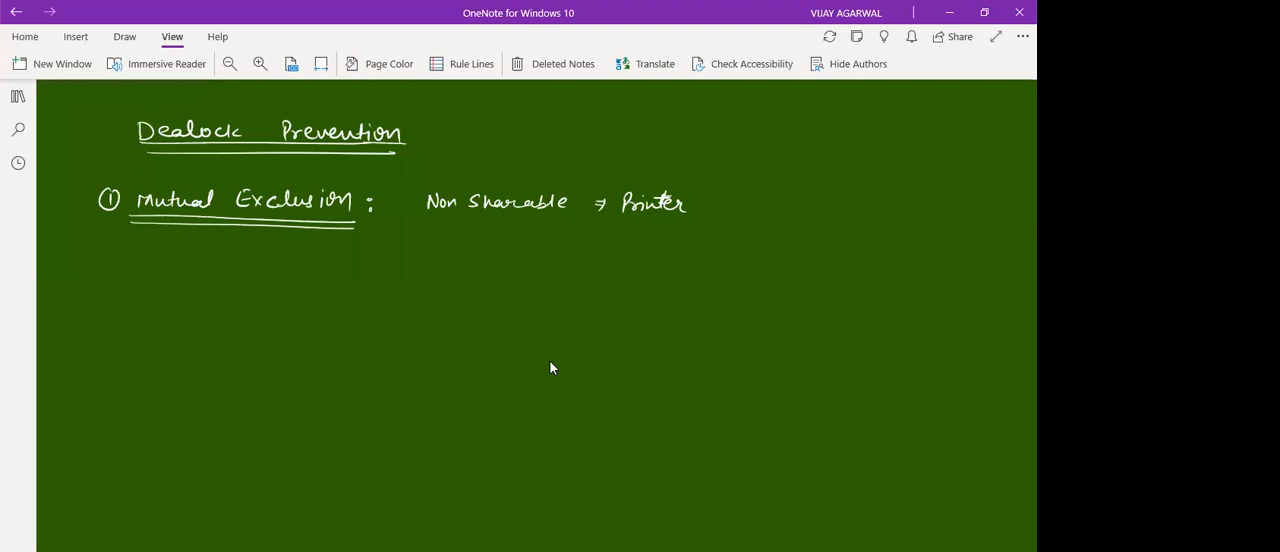 OneNote for Windows 10
VIJAY AGARWAL
Home Insert Draw View Help
Share
New Window Immersive Reader Page Color Rule Lines Deleted Notes Translate Check Accessibility Hide Authors
Dealock Prevention
① Mutual Exclusion : Non Sharable ⇒ Printer